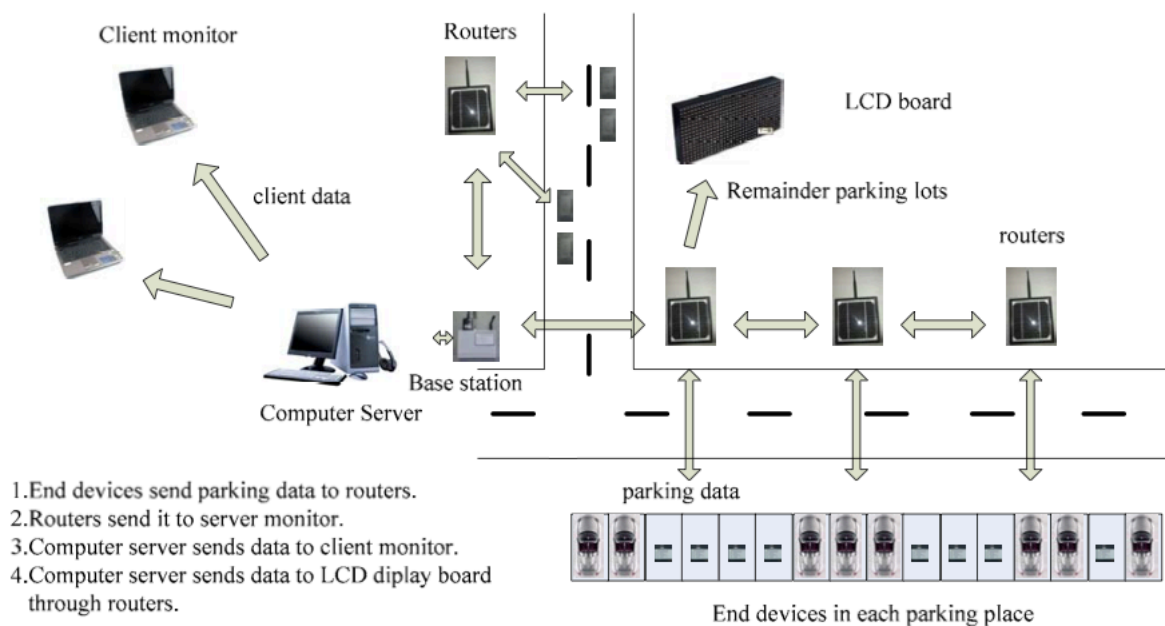 Client monitor
Routers
LCD board
client data
Remainder parking lots
routers
Base station
Computer Server
parking data
1.End devices send parking data to routers.
2.Routers send it to server monitor.
3.Computer server sends data to client monitor.
4.Computer server sends data to LCD diplay board
through routers.
End devices in each parking place